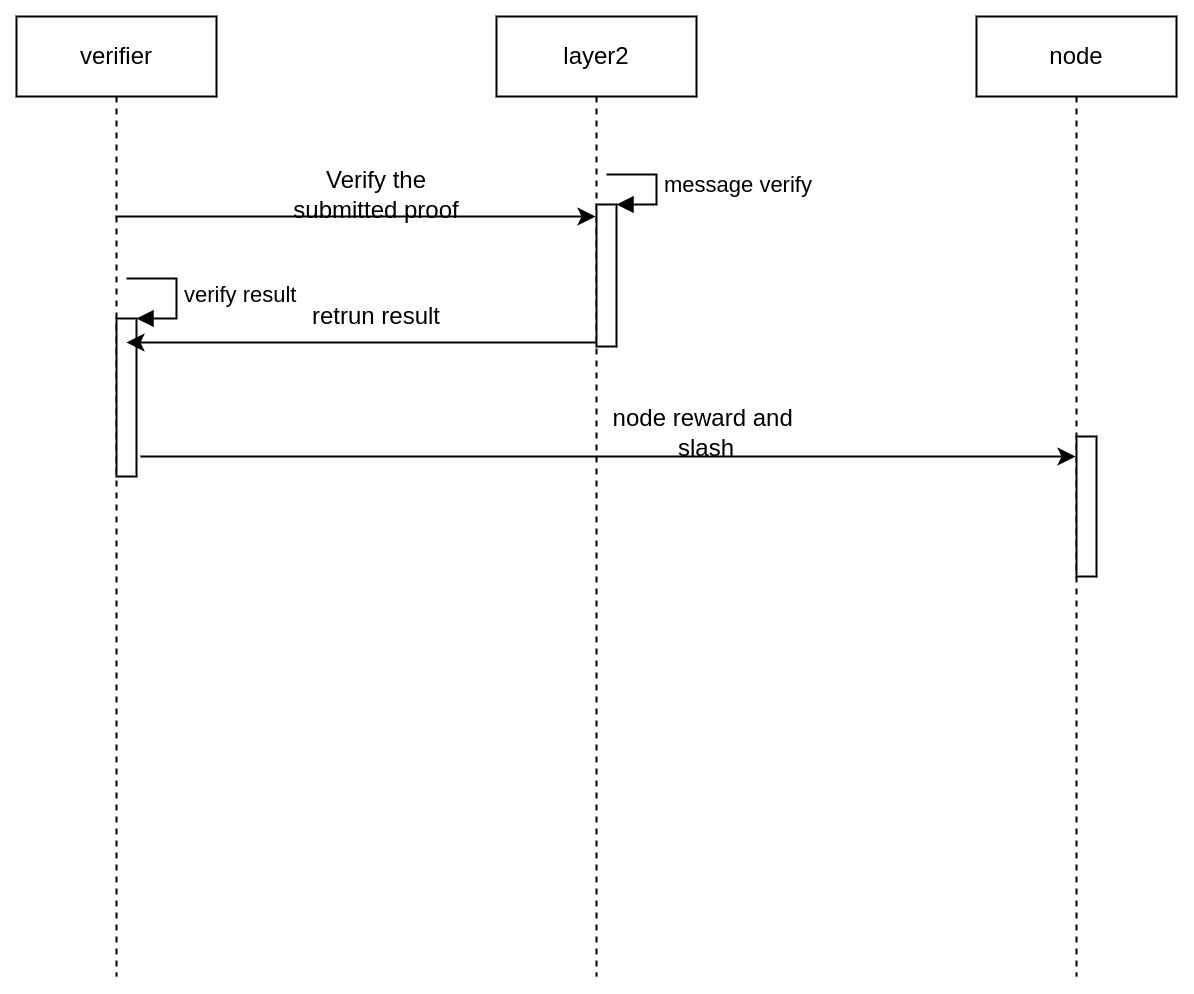 verifier
layer2
node
Verify the
submitted proof
message verify
verify result
retrun result
node reward and
slash